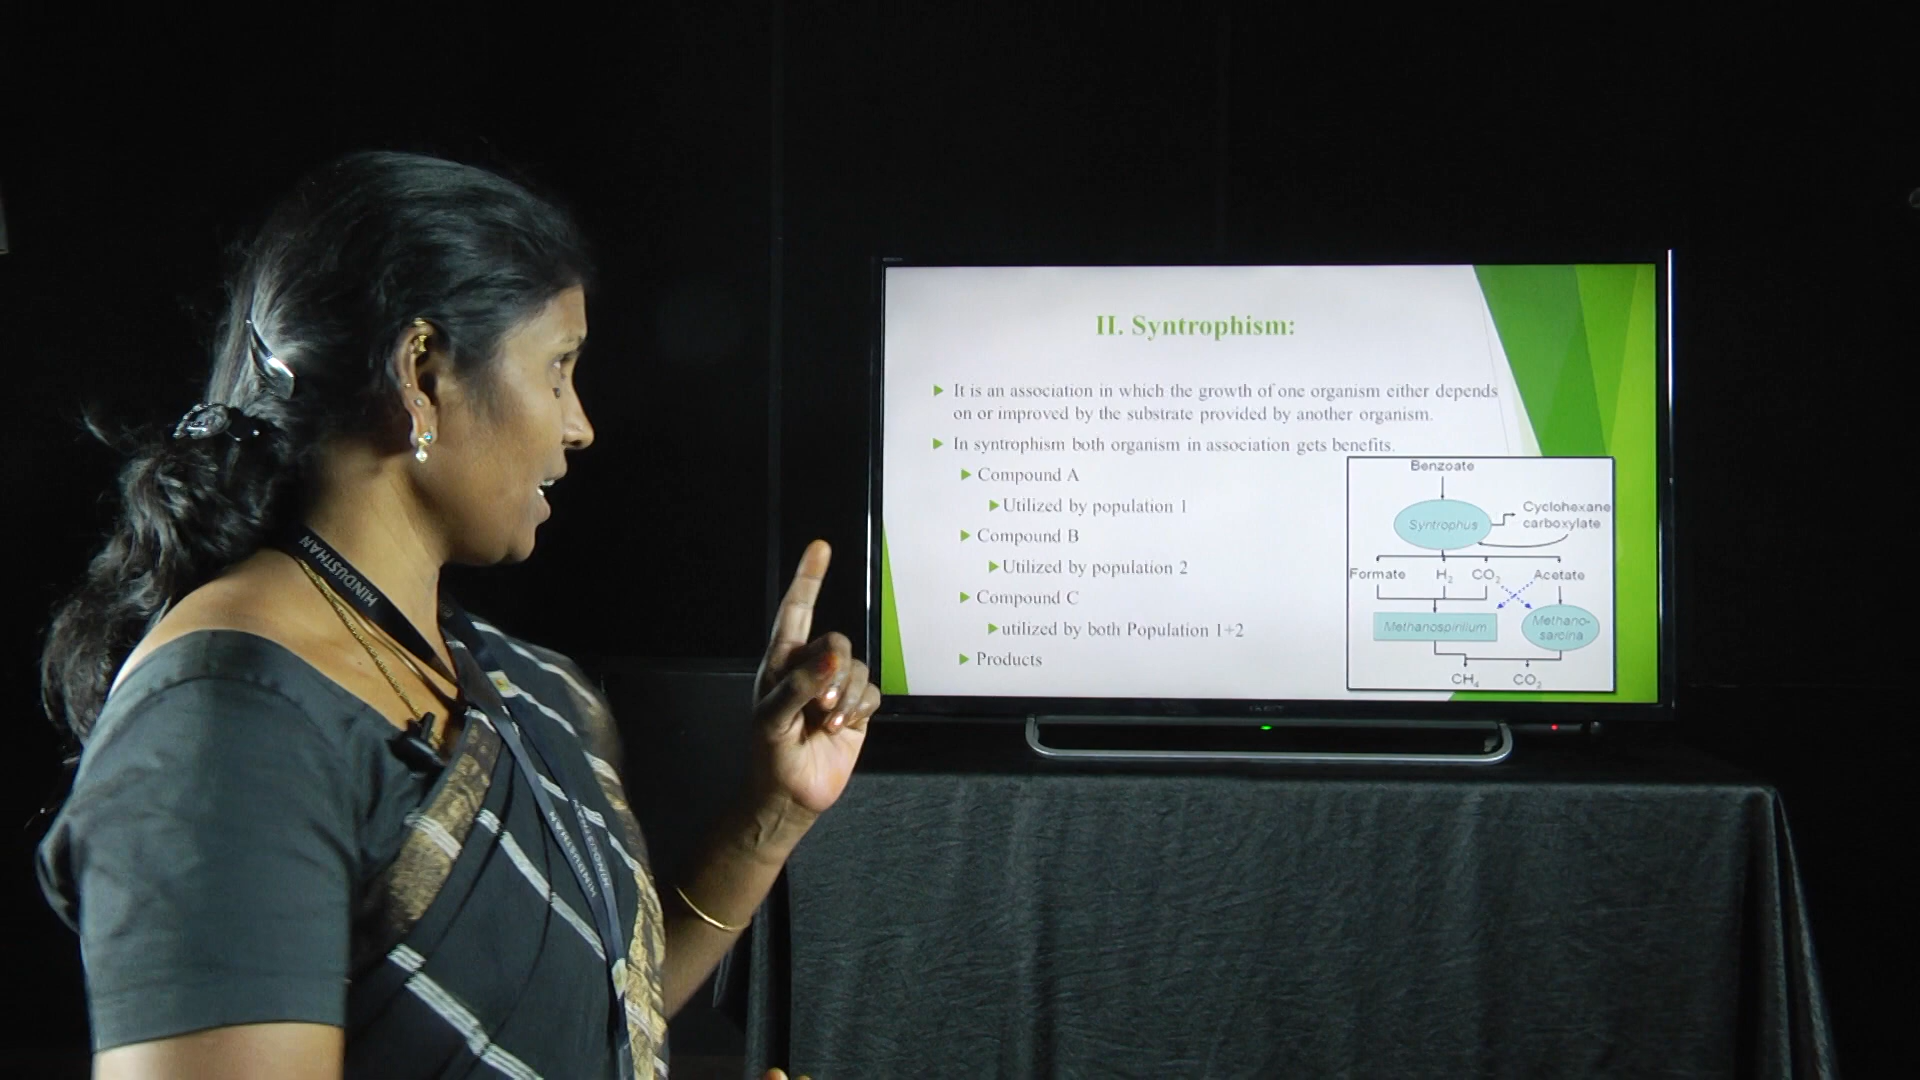 II. Syntrophism:
It is an association in which the growth of one organism either depends
on or improved by the substrate provided by another organism.
In syntrophism both organism in association gets benefits.
Compound A
Utilized by population 1
Compound B
Utilized by population 2
Compound C
utilized by both Population 1+2
Products
Benzoate
Syntrophus
Cyclohexane
carboxylate
Formate H₂ CO₂ Acetate
Methanospirillum
Methano-
sarcina
CH₄ CO₂
HINDUSTHAN
HINDUSTHAN
HINDUSTHAN